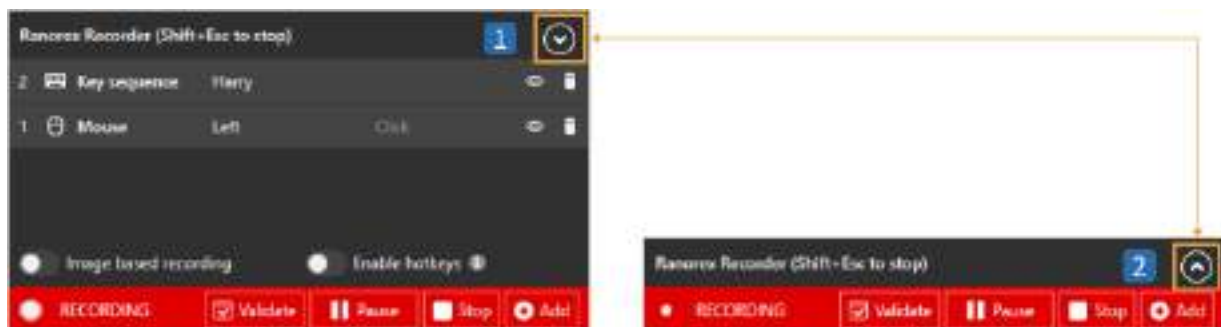 Ranorex Recorder (Shift+Esc to stop) 1
2 Key sequence Harry
1 Mouse Left Click
Image based recording Enable hotkeys
RECORDING Validate Pause Stop Add
Ranorex Recorder (Shift+Esc to stop) 2
RECORDING Validate Pause Stop Add